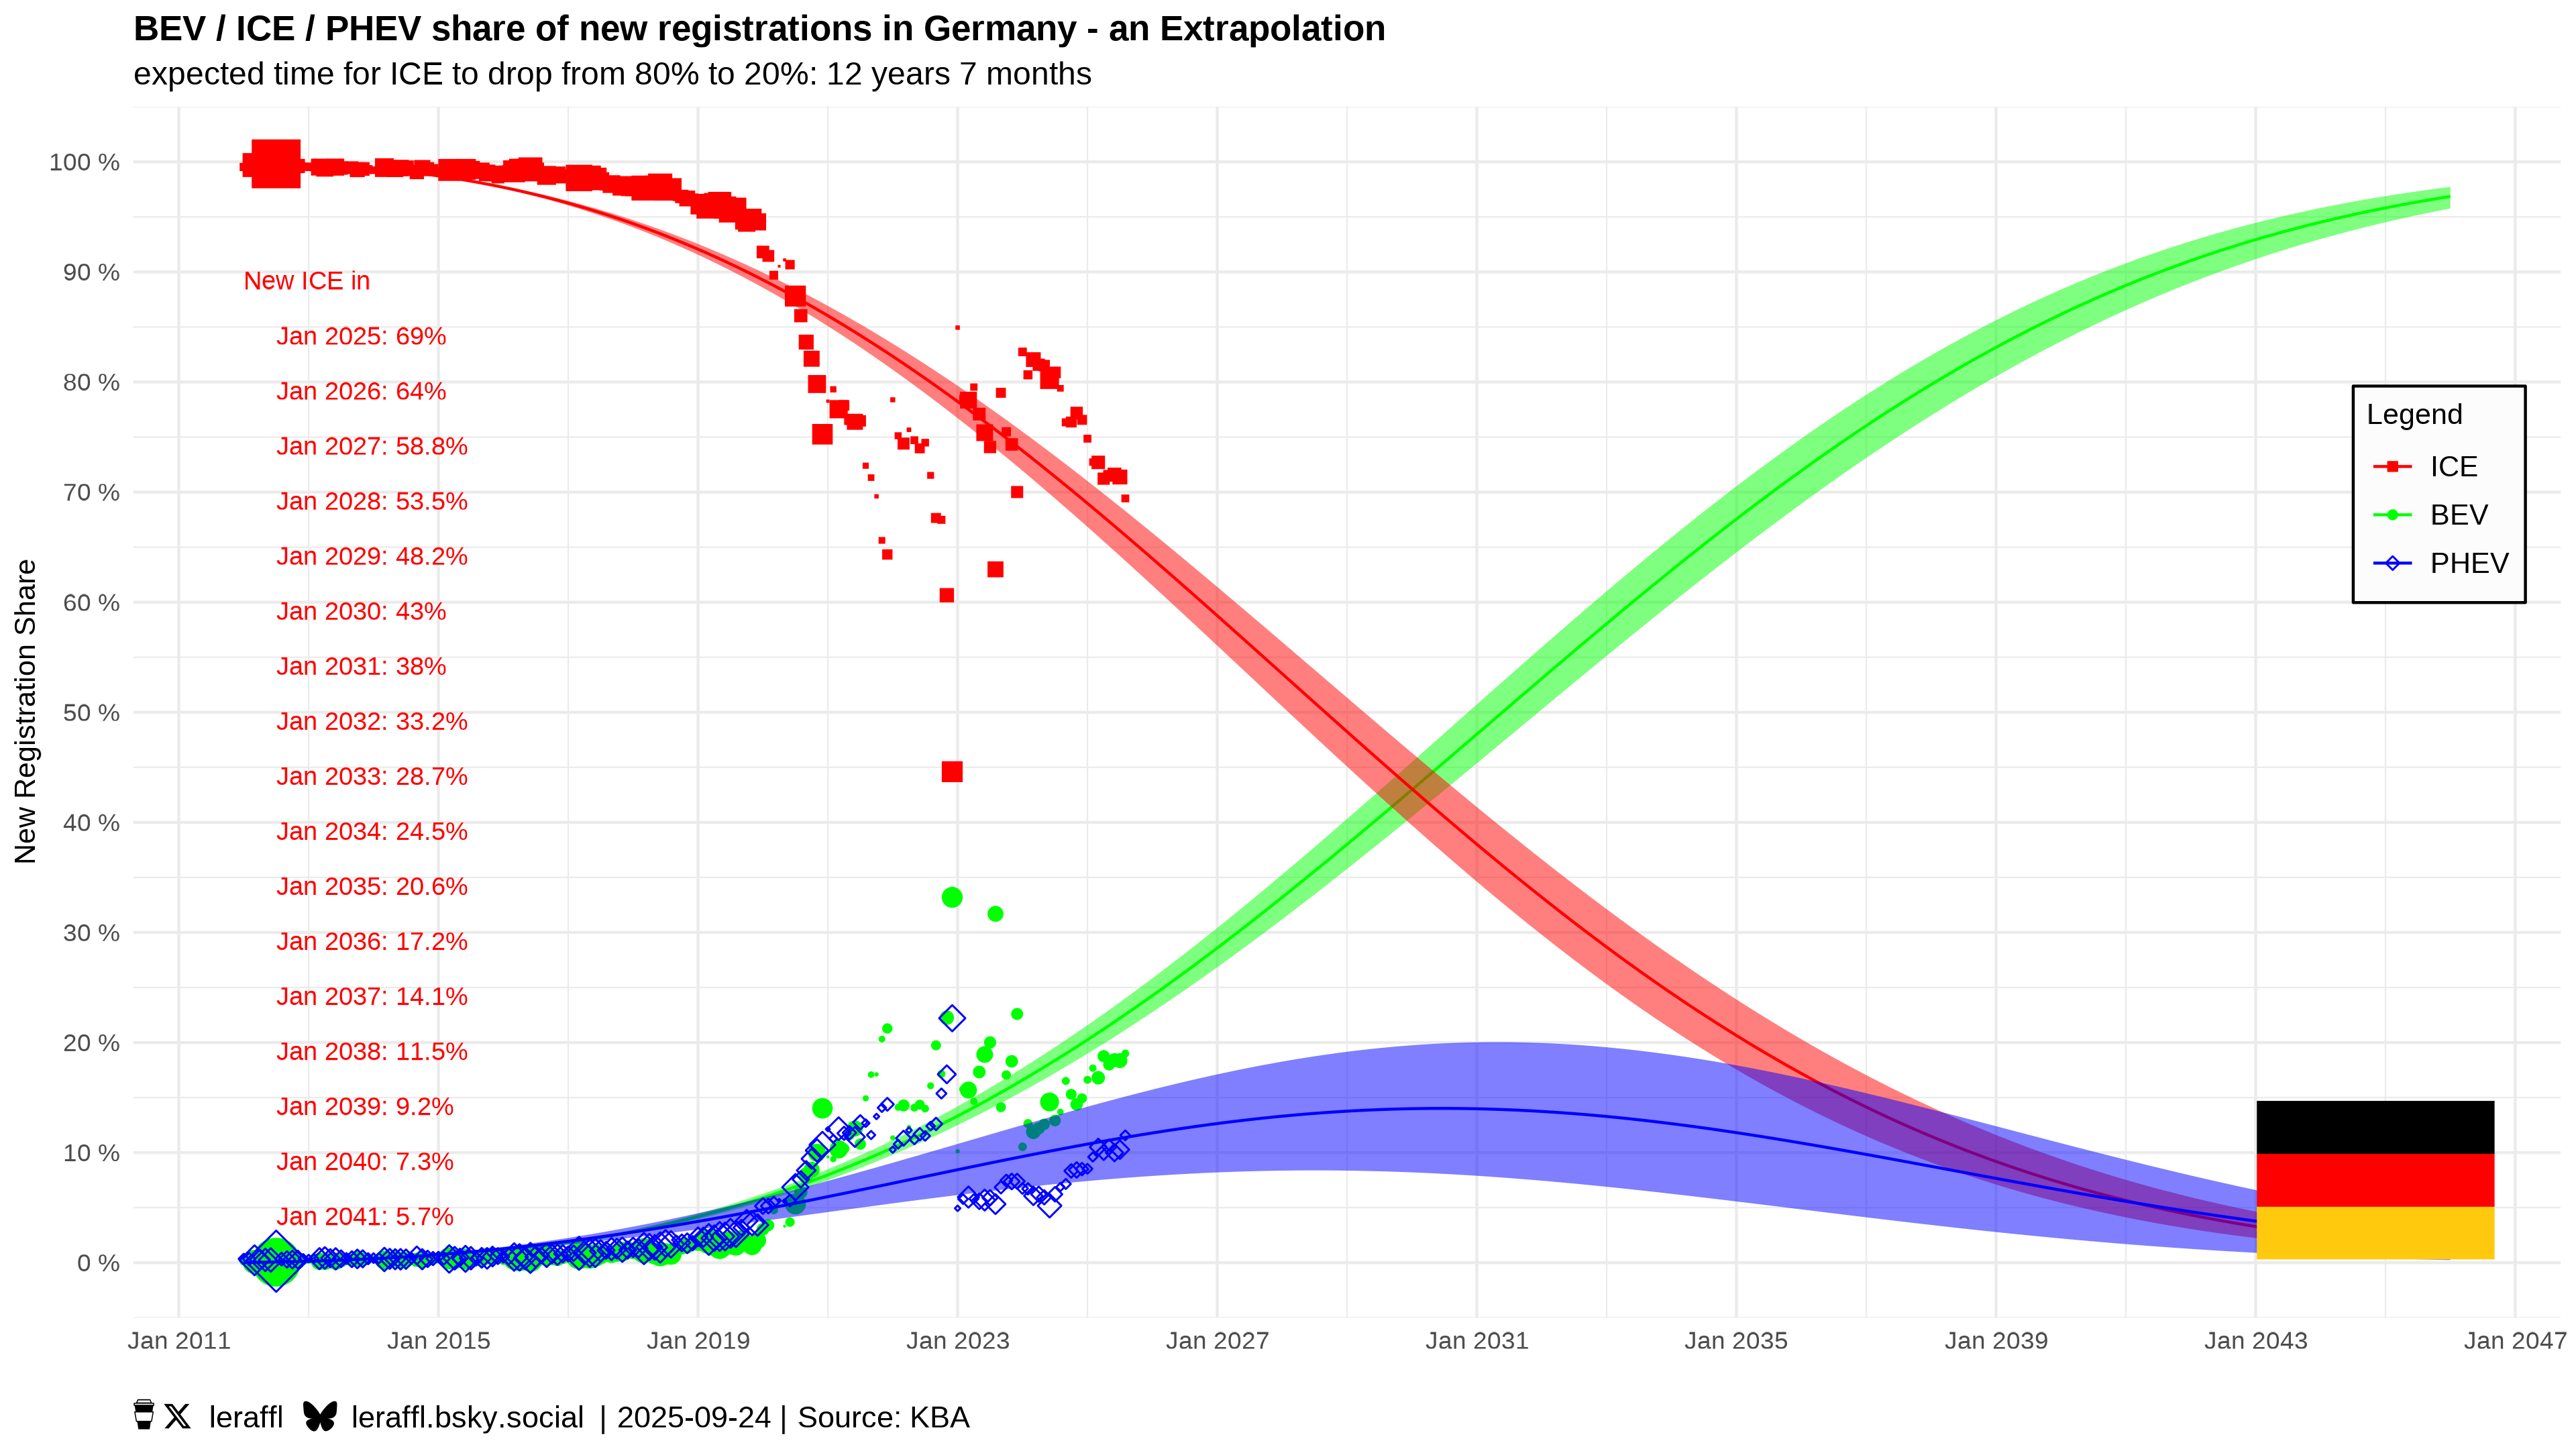 BEV / ICE / PHEV share of new registrations in Germany - an Extrapolation
expected time for ICE to drop from 80% to 20%: 12 years 7 months
New Registration Share
100 %
90 %
80 %
70 %
60 %
50 %
40 %
30 %
20 %
10 %
0 %
New ICE in
Jan 2025: 69%
Jan 2026: 64%
Jan 2027: 58.8%
Jan 2028: 53.5%
Jan 2029: 48.2%
Jan 2030: 43%
Jan 2031: 38%
Jan 2032: 33.2%
Jan 2033: 28.7%
Jan 2034: 24.5%
Jan 2035: 20.6%
Jan 2036: 17.2%
Jan 2037: 14.1%
Jan 2038: 11.5%
Jan 2039: 9.2%
Jan 2040: 7.3%
Jan 2041: 5.7%
Legend
ICE
BEV
PHEV
Jan 2011 Jan 2015 Jan 2019 Jan 2023 Jan 2027 Jan 2031 Jan 2035 Jan 2039 Jan 2043 Jan 2047
leraffl leraffl.bsky.social | 2025-09-24 | Source: KBA